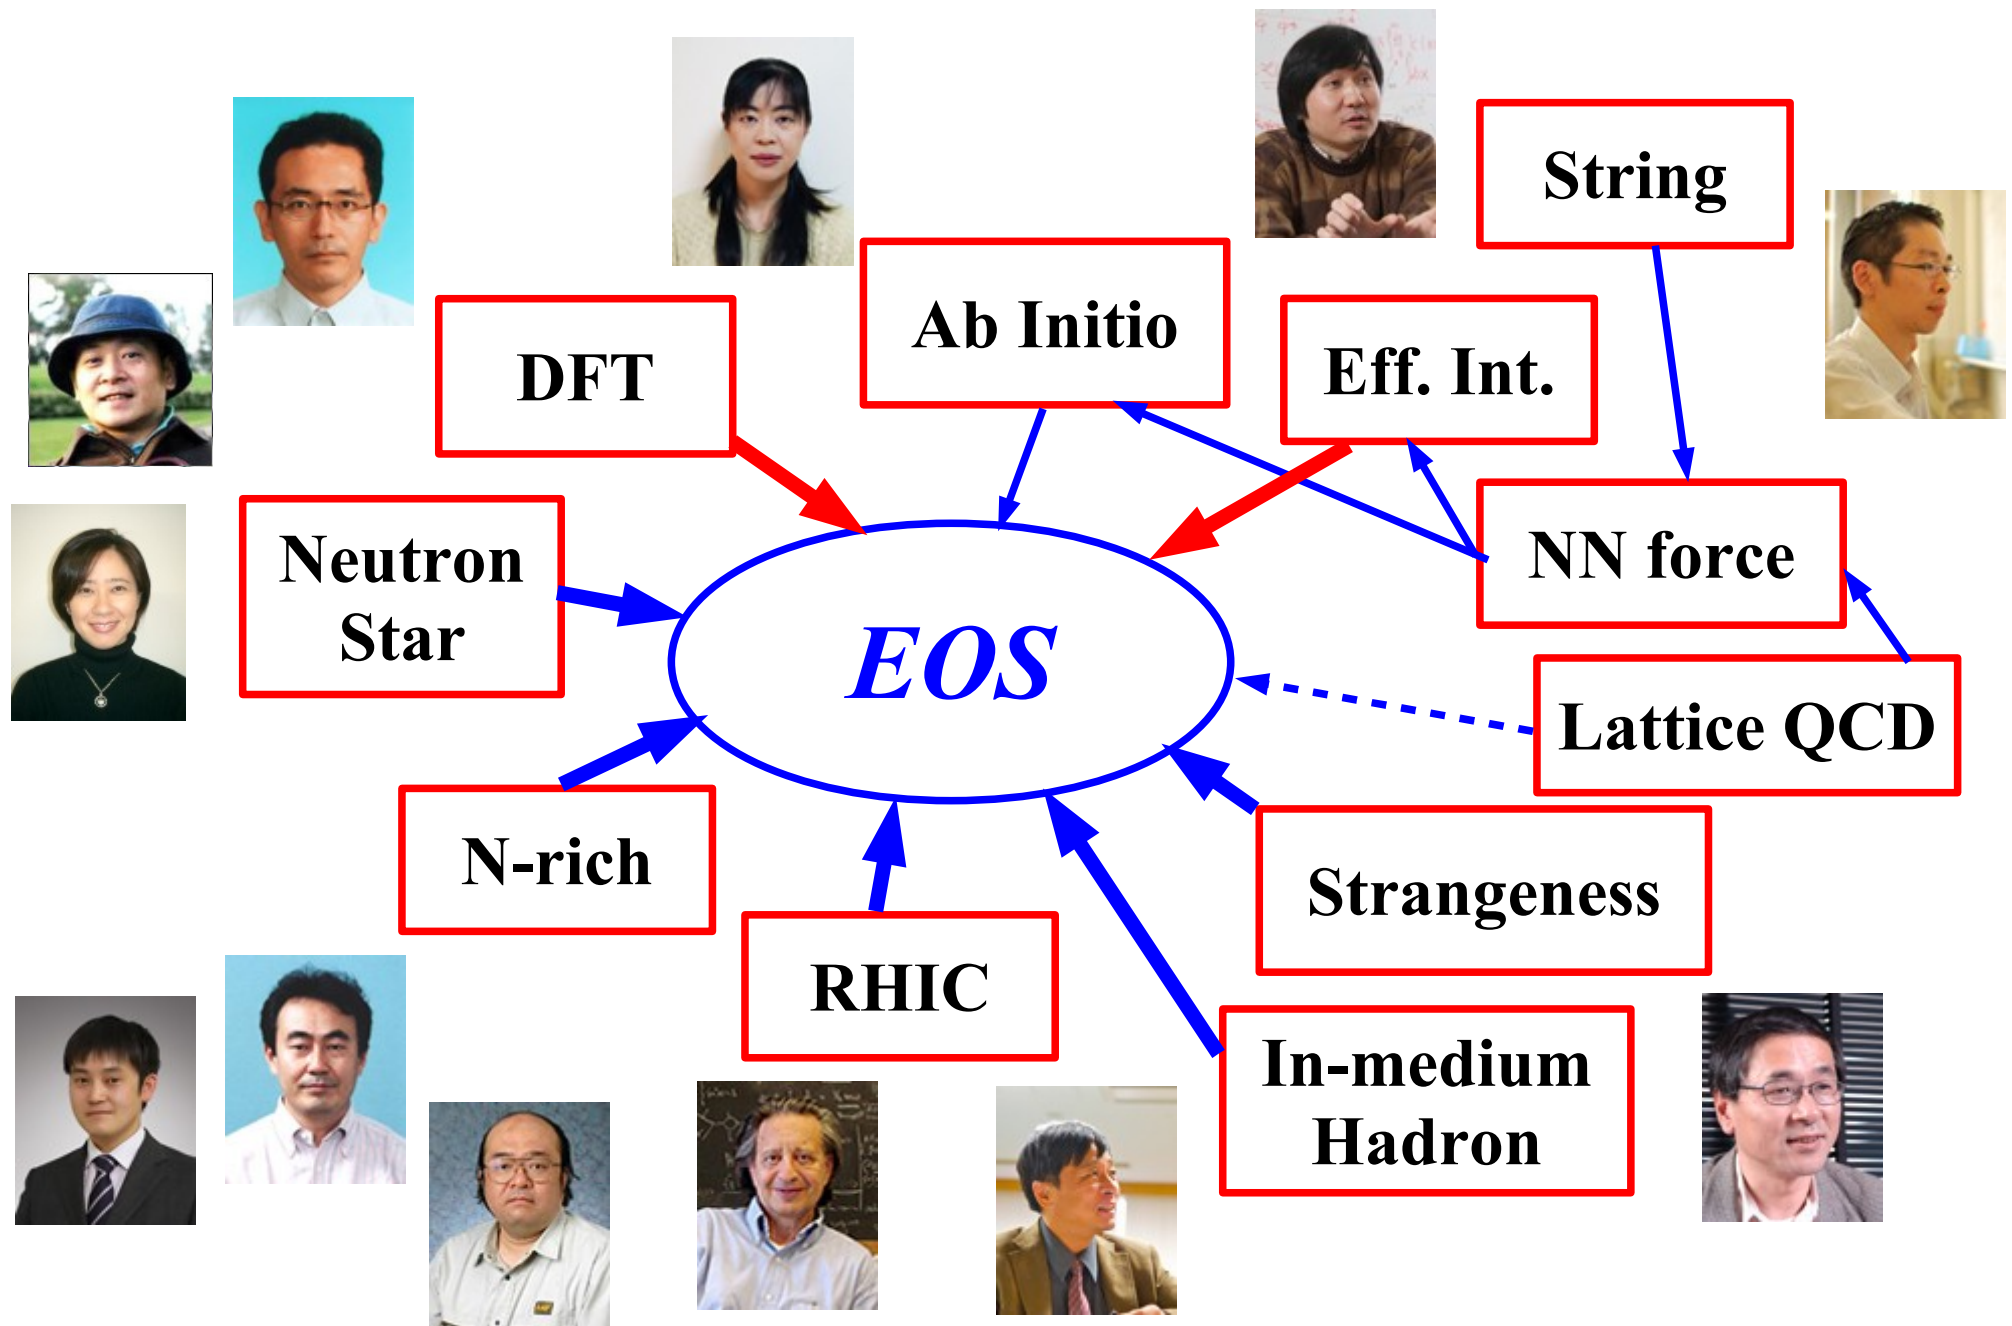 String
Ab Initio
Eff. Int.
DFT
NN force
Neutron
Star
EOS
Lattice QCD
N-rich
Strangeness
RHIC
In-medium
Hadron